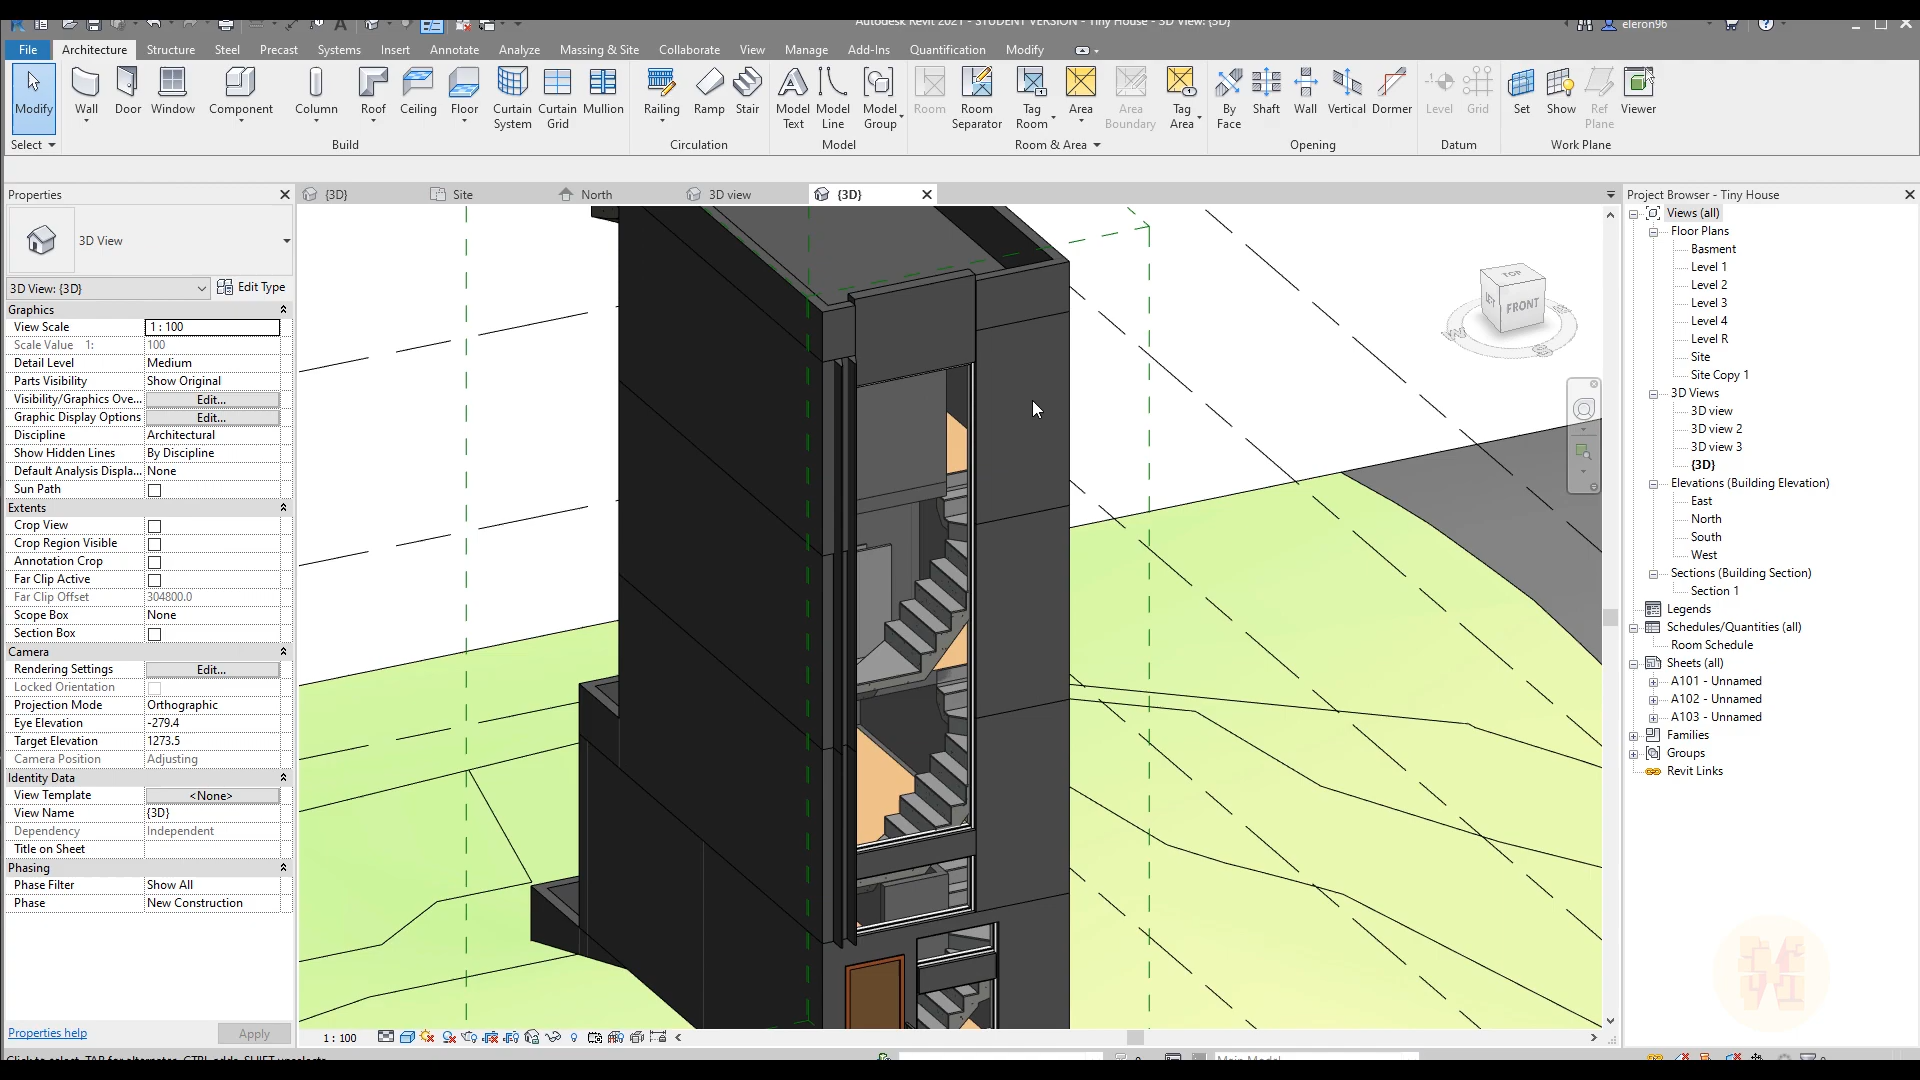 Autodesk Revit 2021 - STUDENT VERSION - Tiny House - 3D View: {3D}
eleron96
File Architecture Structure Steel Precast Systems Insert Annotate Analyze Massing & Site Collaborate View Manage Add-Ins Quantification Modify
Modify Wall Door Window Component Column Roof Ceiling Floor Curtain System Curtain Grid Mullion Railing Ramp Stair Model Text Model Line Model Group Room Room Separator Tag Room Area Area Boundary Tag Area By Face Shaft Wall Vertical Dormer Level Grid Set Show Ref Plane Viewer
Select Build Circulation Model Room & Area Opening Datum Work Plane
Properties
{3D} Site North 3D view {3D}
3D View
3D View: {3D} Edit Type
Graphics
View Scale 1 : 100
Scale Value 1: 100
Detail Level Medium
Parts Visibility Show Original
Visibility/Graphics Ove... Edit...
Graphic Display Options Edit...
Discipline Architectural
Show Hidden Lines By Discipline
Default Analysis Displa... None
Sun Path
Extents
Crop View
Crop Region Visible
Annotation Crop
Far Clip Active
Far Clip Offset 304800.0
Scope Box None
Section Box
Camera
Rendering Settings Edit...
Locked Orientation
Projection Mode Orthographic
Eye Elevation -279.4
Target Elevation 1273.5
Camera Position Adjusting
Identity Data
View Template <None>
View Name {3D}
Dependency Independent
Title on Sheet
Phasing
Phase Filter Show All
Phase New Construction
Properties help Apply
TOP
LEFT FRONT
1 : 100
Project Browser - Tiny House
Views (all)
Floor Plans
Basment
Level 1
Level 2
Level 3
Level 4
Level R
Site
Site Copy 1
3D Views
3D view
3D view 2
3D view 3
{3D}
Elevations (Building Elevation)
East
North
South
West
Sections (Building Section)
Section 1
Legends
Schedules/Quantities (all)
Room Schedule
Sheets (all)
A101 - Unnamed
A102 - Unnamed
A103 - Unnamed
Families
Groups
Revit Links
Click to select, TAB for alternates, CTRL adds, SHIFT unselects.
Main Model